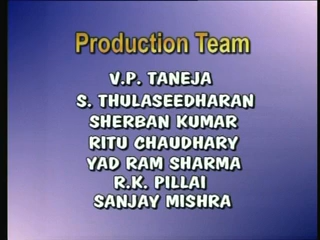 Production Team
V.P. TANEJA
S. THULASEEDHARAN
SHERBAN KUMAR
RITU CHAUDHARY
YAD RAM SHARMA
R.K. PILLAI
SANJAY MISHRA